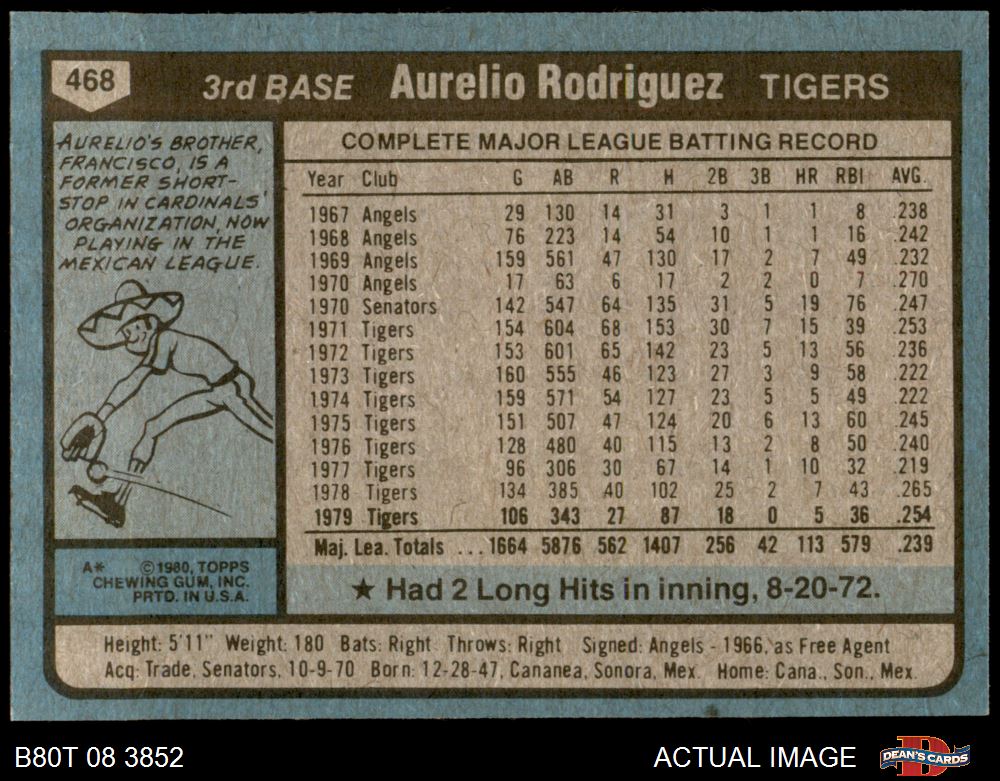 468 3rd BASE Aurelio Rodriguez TIGERS
AURELIO'S BROTHER,
FRANCISCO, IS A
FORMER SHORT-
STOP IN CARDINALS'
ORGANIZATION, NOW
PLAYING IN THE
MEXICAN LEAGUE.
COMPLETE MAJOR LEAGUE BATTING RECORD
Year Club G AB R H 2B 3B HR RBI AVG.
1967 Angels 29 130 14 31 3 1 1 8 .238
1968 Angels 76 223 14 54 10 1 1 16 .242
1969 Angels 159 561 47 130 17 2 7 49 .232
1970 Angels 17 63 6 17 2 2 0 7 .270
1970 Senators 142 547 64 135 31 5 19 76 .247
1971 Tigers 154 604 68 153 30 7 15 39 .253
1972 Tigers 153 601 65 142 23 5 13 56 .236
1973 Tigers 160 555 46 123 27 3 9 58 .222
1974 Tigers 159 571 54 127 23 5 5 49 .222
1975 Tigers 151 507 47 124 20 6 13 60 .245
1976 Tigers 128 480 40 115 13 2 8 50 .240
1977 Tigers 96 306 30 67 14 1 10 32 .219
1978 Tigers 134 385 40 102 25 2 7 43 .265
1979 Tigers 106 343 27 87 18 0 5 36 .254
Maj. Lea. Totals ...1664 5876 562 1407 256 42 113 579 .239
A* ©1980, TOPPS
CHEWING GUM, INC.
PRTD. IN U.S.A.
★ Had 2 Long Hits in inning, 8-20-72.
Height: 5'11" Weight: 180 Bats: Right Throws: Right Signed: Angels - 1966, as Free Agent
Acq: Trade, Senators, 10-9-70 Born: 12-28-47, Cananea, Sonora, Mex. Home: Cana., Son., Mex.
B80T 08 3852
ACTUAL IMAGE
DEAN'S CARDS